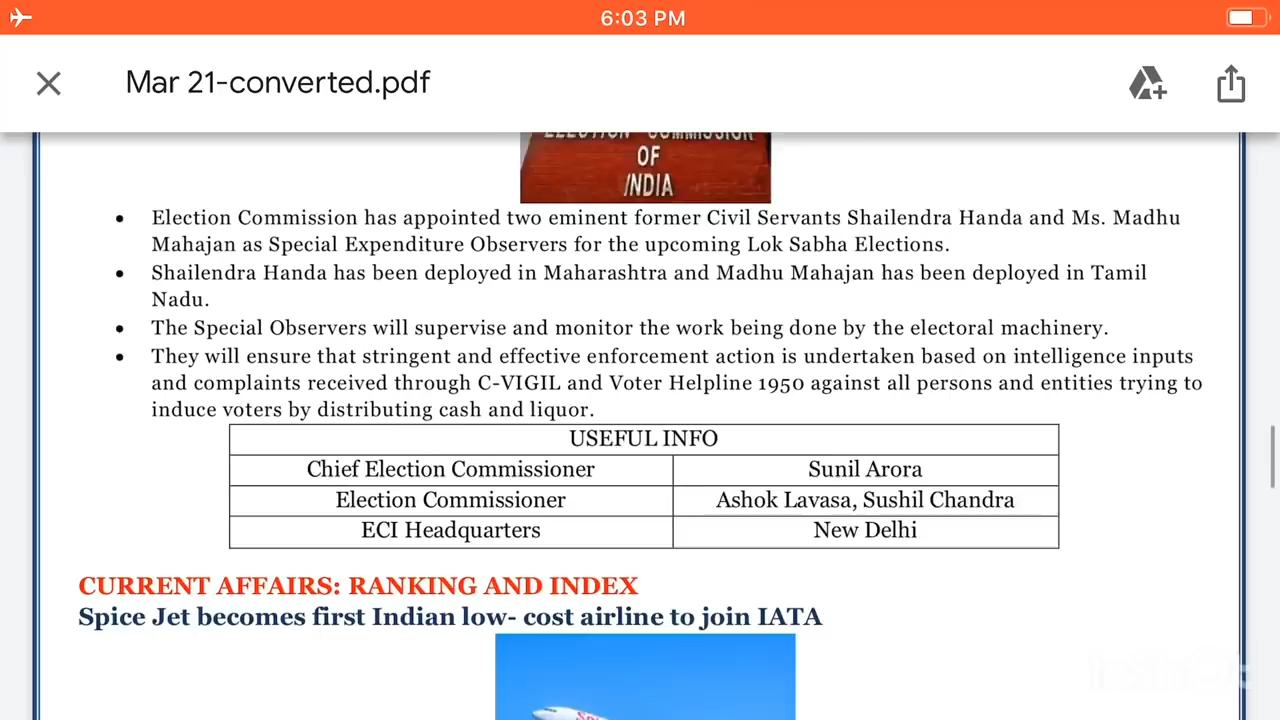 6:03 PM
Mar 21-converted.pdf
ELECTION COMMISSION
OF
INDIA
• Election Commission has appointed two eminent former Civil Servants Shailendra Handa and Ms. Madhu
Mahajan as Special Expenditure Observers for the upcoming Lok Sabha Elections.
• Shailendra Handa has been deployed in Maharashtra and Madhu Mahajan has been deployed in Tamil
Nadu.
• The Special Observers will supervise and monitor the work being done by the electoral machinery.
• They will ensure that stringent and effective enforcement action is undertaken based on intelligence inputs
and complaints received through C-VIGIL and Voter Helpline 1950 against all persons and entities trying to
induce voters by distributing cash and liquor.
USEFUL INFO
Chief Election Commissioner Sunil Arora
Election Commissioner Ashok Lavasa, Sushil Chandra
ECI Headquarters New Delhi
CURRENT AFFAIRS: RANKING AND INDEX
Spice Jet becomes first Indian low- cost airline to join IATA